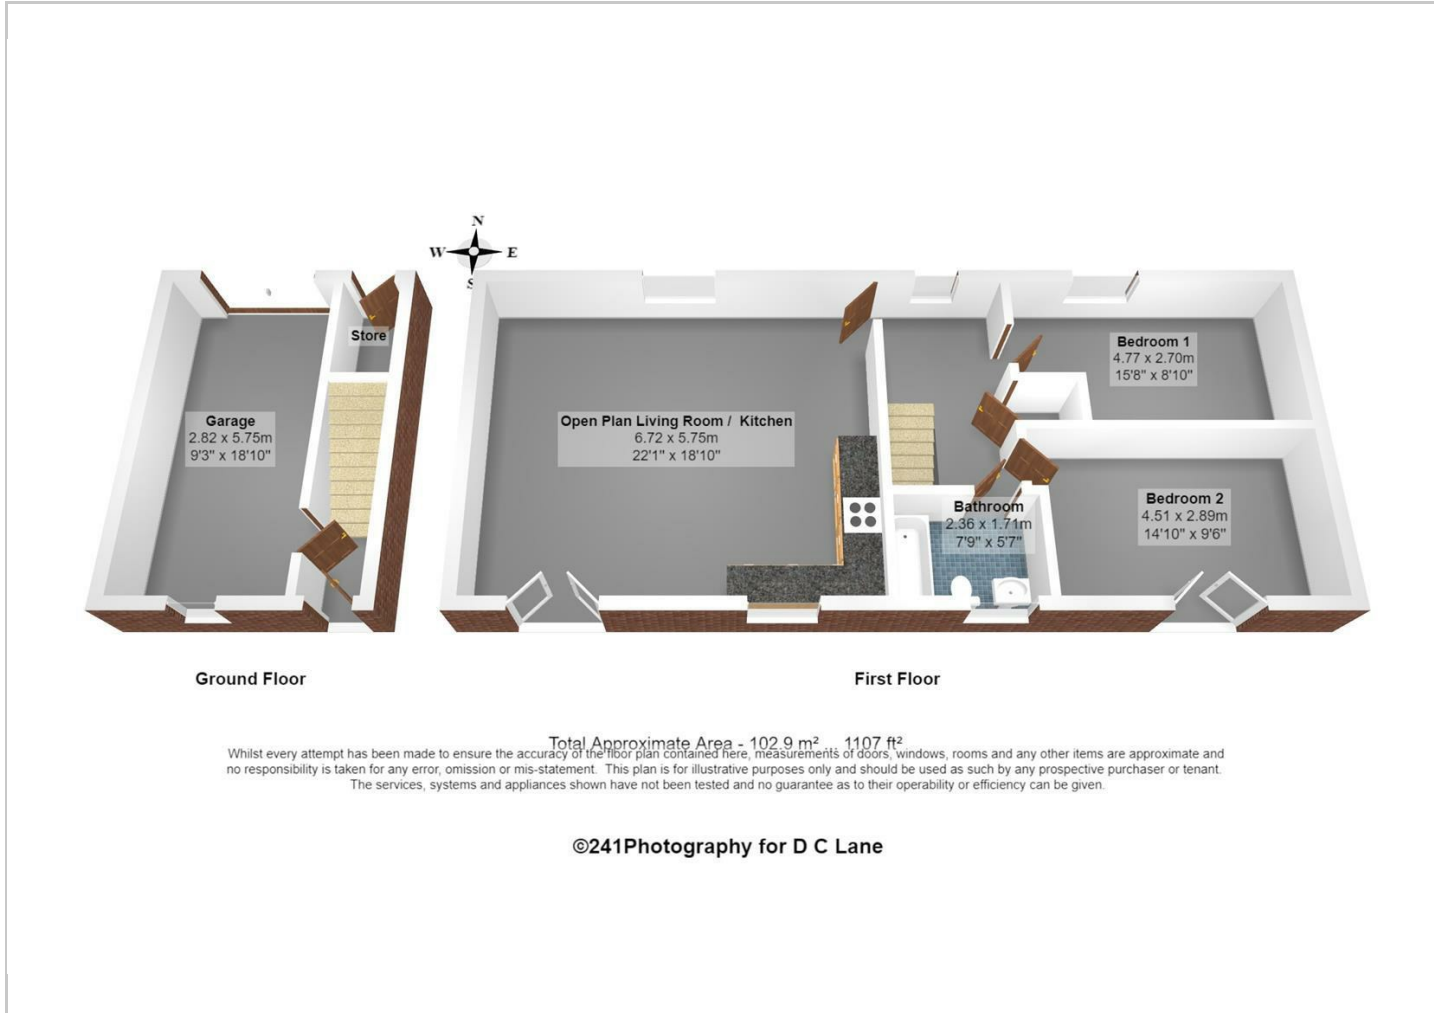 N
W E
S
Store
Garage
2.82 x 5.75m
9'3" x 18'10"
Open Plan Living Room / Kitchen
6.72 x 5.75m
22'1" x 18'10"
Bedroom 1
4.77 x 2.70m
15'8" x 8'10"
Bathroom
2.36 x 1.71m
7'9" x 5'7"
Bedroom 2
4.51 x 2.89m
14'10" x 9'6"
Ground Floor
First Floor
Total Approximate Area - 102.9 m² ... 1107 ft²
Whilst every attempt has been made to ensure the accuracy of the floor plan contained here, measurements of doors, windows, rooms and any other items are approximate and
no responsibility is taken for any error, omission or mis-statement. This plan is for illustrative purposes only and should be used as such by any prospective purchaser or tenant.
The services, systems and appliances shown have not been tested and no guarantee as to their operability or efficiency can be given.
©241Photography for D C Lane